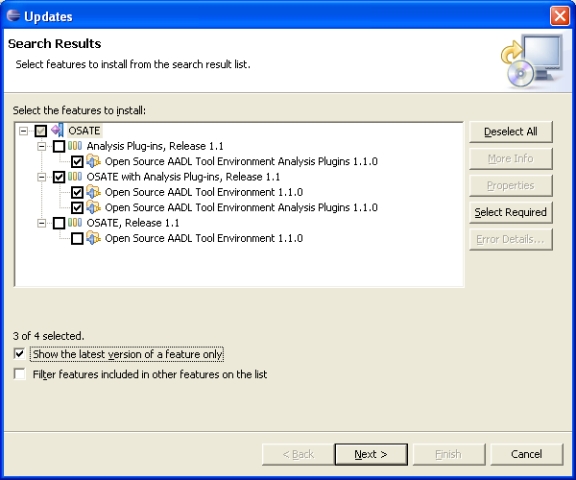 Updates
Search Results
Select features to install from the search result list.
Select the features to install:
OSATE
Analysis Plug-ins, Release 1.1
Open Source AADL Tool Environment Analysis Plugins 1.1.0
OSATE with Analysis Plug-ins, Release 1.1
Open Source AADL Tool Environment 1.1.0
Open Source AADL Tool Environment Analysis Plugins 1.1.0
OSATE, Release 1.1
Open Source AADL Tool Environment 1.1.0
Deselect All
More Info
Properties
Select Required
Error Details...
3 of 4 selected.
Show the latest version of a feature only
Filter features included in other features on the list
< Back
Next >
Finish
Cancel